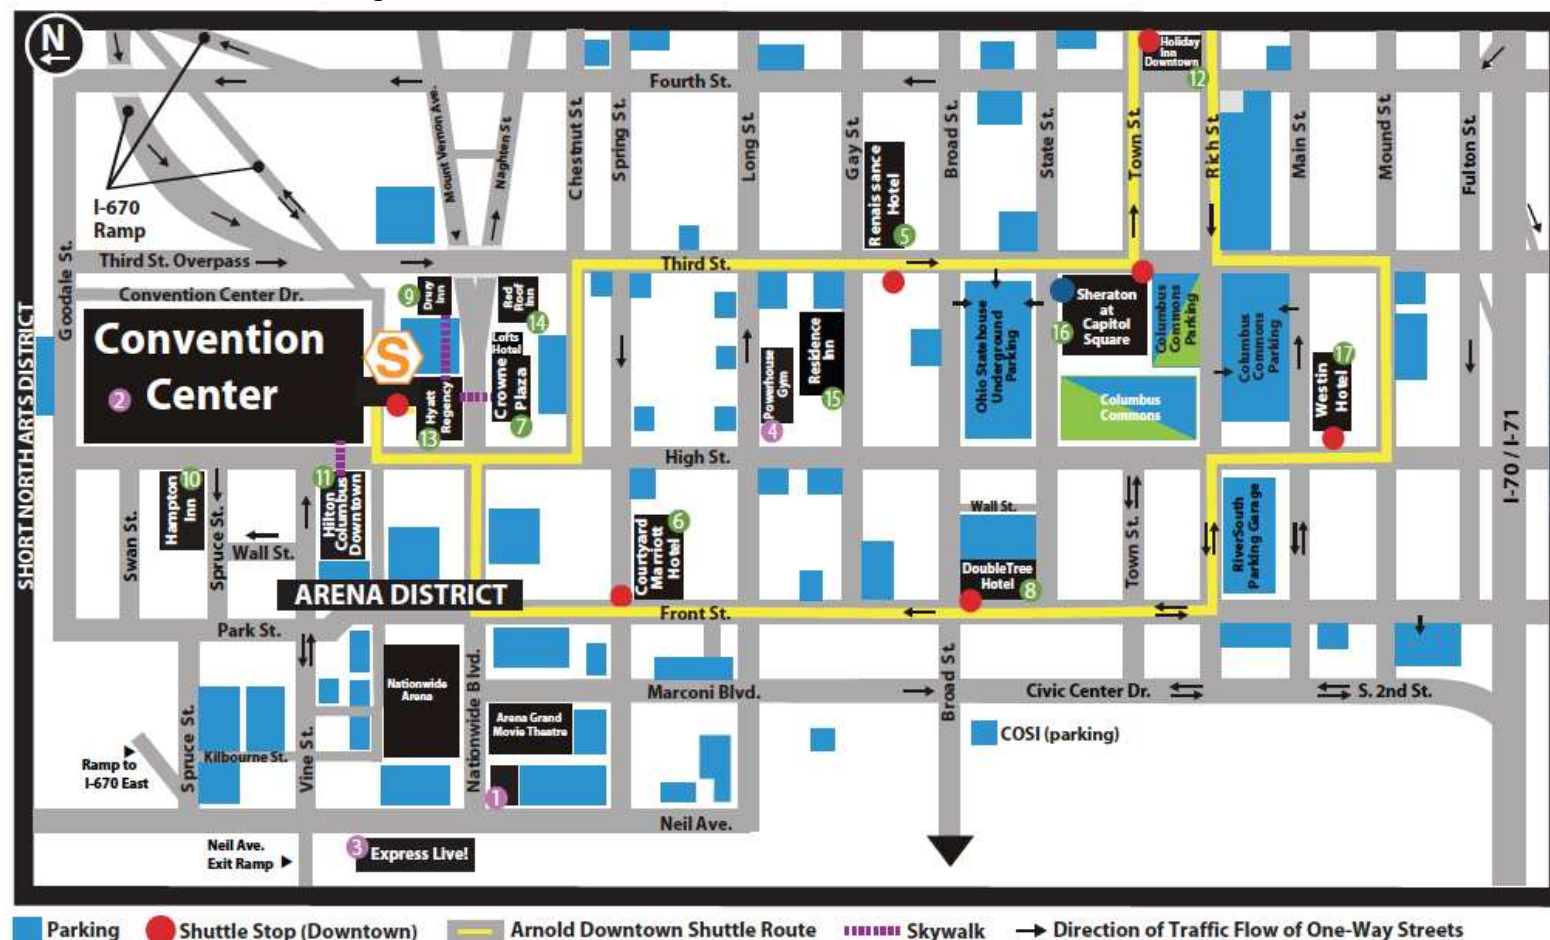 N
Holiday
Inn
Downtown
12
Fourth St.
Mount Vernon Ave.
Naghten St
Chestnut St.
Spring St.
Long St.
Gay St.
Broad St.
State St.
Town St.
Rich St.
Main St.
Mound St.
Fulton St.
I-670
Ramp
Renaissance
Hotel
5
Goodale St.
Third St. Overpass
Third St.
Convention Center Dr.
9
Drury
Inn
Red
Roof
Inn
14
Convention
Center
2
S
Lofts
Hotel
Crowne
Plaza
7
Hyatt
Regency
13
Powerhouse
Gym
4
Residence
Inn
15
Ohio Statehouse
Underground
Parking
Sheraton
at
Capitol
Square
16
Columbus
Commons
Parking
Columbus
Commons
Parking
Columbus
Commons
Westin
Hotel
17
SHORT NORTH ARTS DISTRICT
I-70 / I-71
High St.
10
Hampton
Inn
11
Hilton
Columbus
Downtown
Swan St.
Spruce St.
Wall St.
Courtyard
Marriott
Hotel
6
Wall St.
DoubleTree
Hotel
8
Town St.
RiverSouth
Parking Garage
ARENA DISTRICT
Front St.
Park St.
Nationwide
Arena
Nationwide Blvd.
Marconi Blvd.
Broad St.
Civic Center Dr.
S. 2nd St.
Arena Grand
Movie Theatre
COSI (parking)
Spruce St.
Kilbourne St.
Vine St.
Ramp to
I-670 East
1
Neil Ave.
Neil Ave.
Exit Ramp
3
Express Live!
Parking
Shuttle Stop (Downtown)
Arnold Downtown Shuttle Route
Skywalk
Direction of Traffic Flow of One-Way Streets